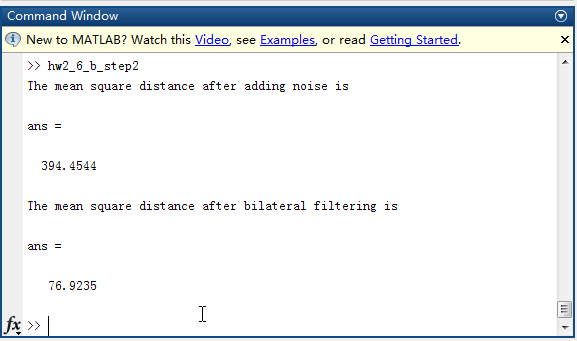 Command Window
New to MATLAB? Watch this Video, see Examples, or read Getting Started.
>> hw2_6_b_step2
The mean square distance after adding noise is
ans =
394.4544
The mean square distance after bilateral filtering is
ans =
76.9235
fx >>